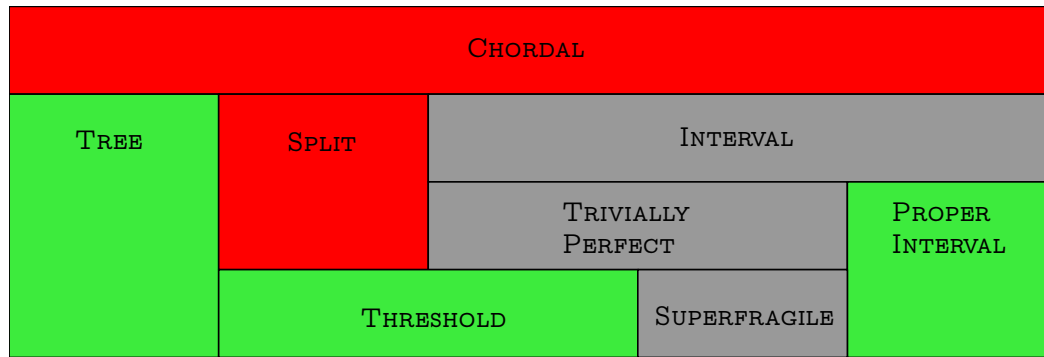 CHORDAL
TREE
SPLIT
INTERVAL
TRIVIALLY
PERFECT
PROPER
INTERVAL
THRESHOLD
SUPERFRAGILE